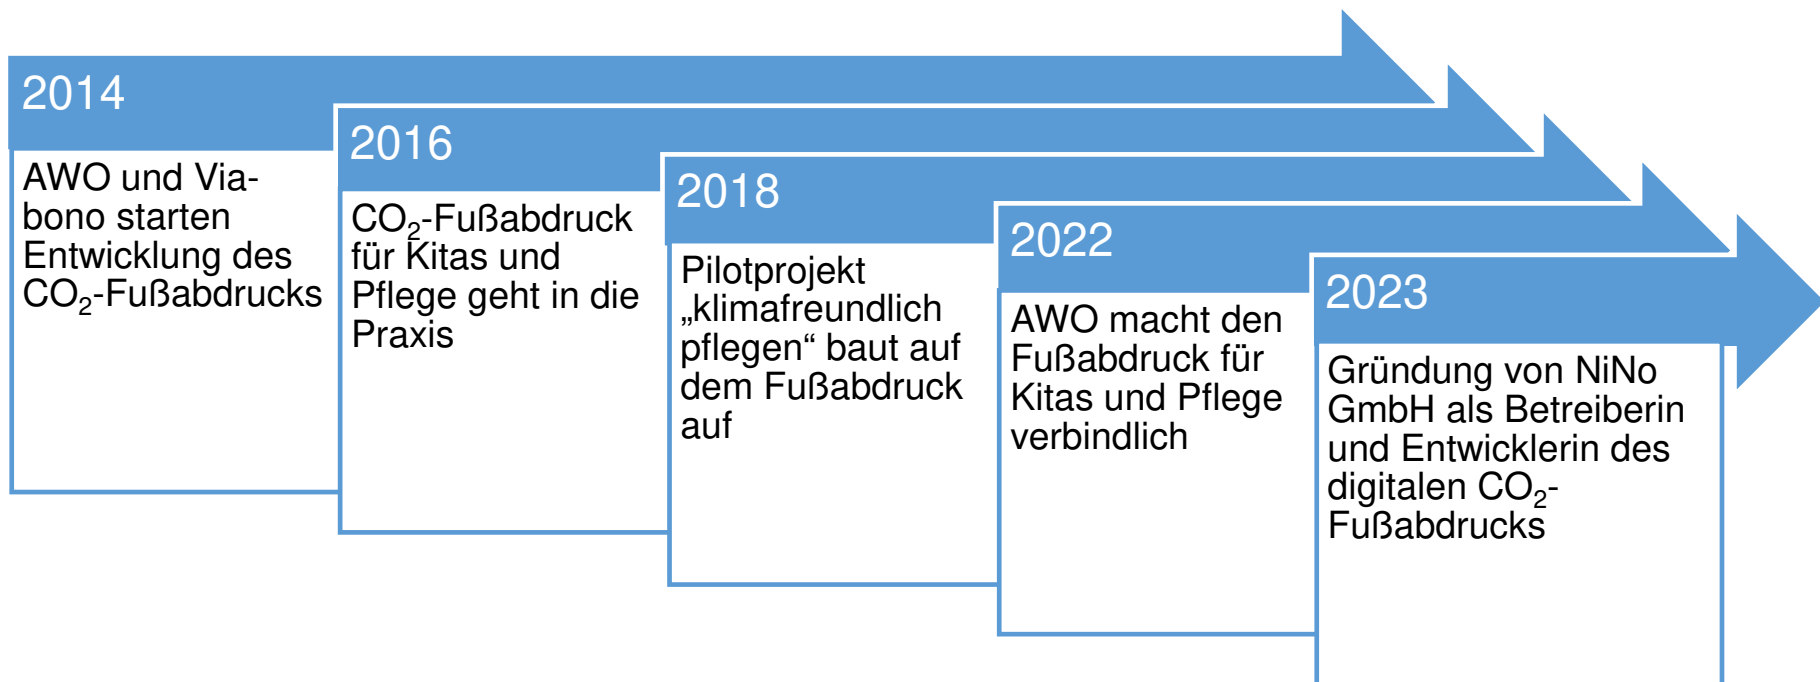 2014
AWO und Via-
bono starten
Entwicklung des
CO₂-Fußabdrucks
2016
CO₂-Fußabdruck
für Kitas und
Pflege geht in die
Praxis
2018
Pilotprojekt
„klimafreundlich
pflegen“ baut auf
dem Fußabdruck
auf
2022
AWO macht den
Fußabdruck für
Kitas und Pflege
verbindlich
2023
Gründung von NiNo
GmbH als Betreiberin
und Entwicklerin des
digitalen CO₂-
Fußabdrucks